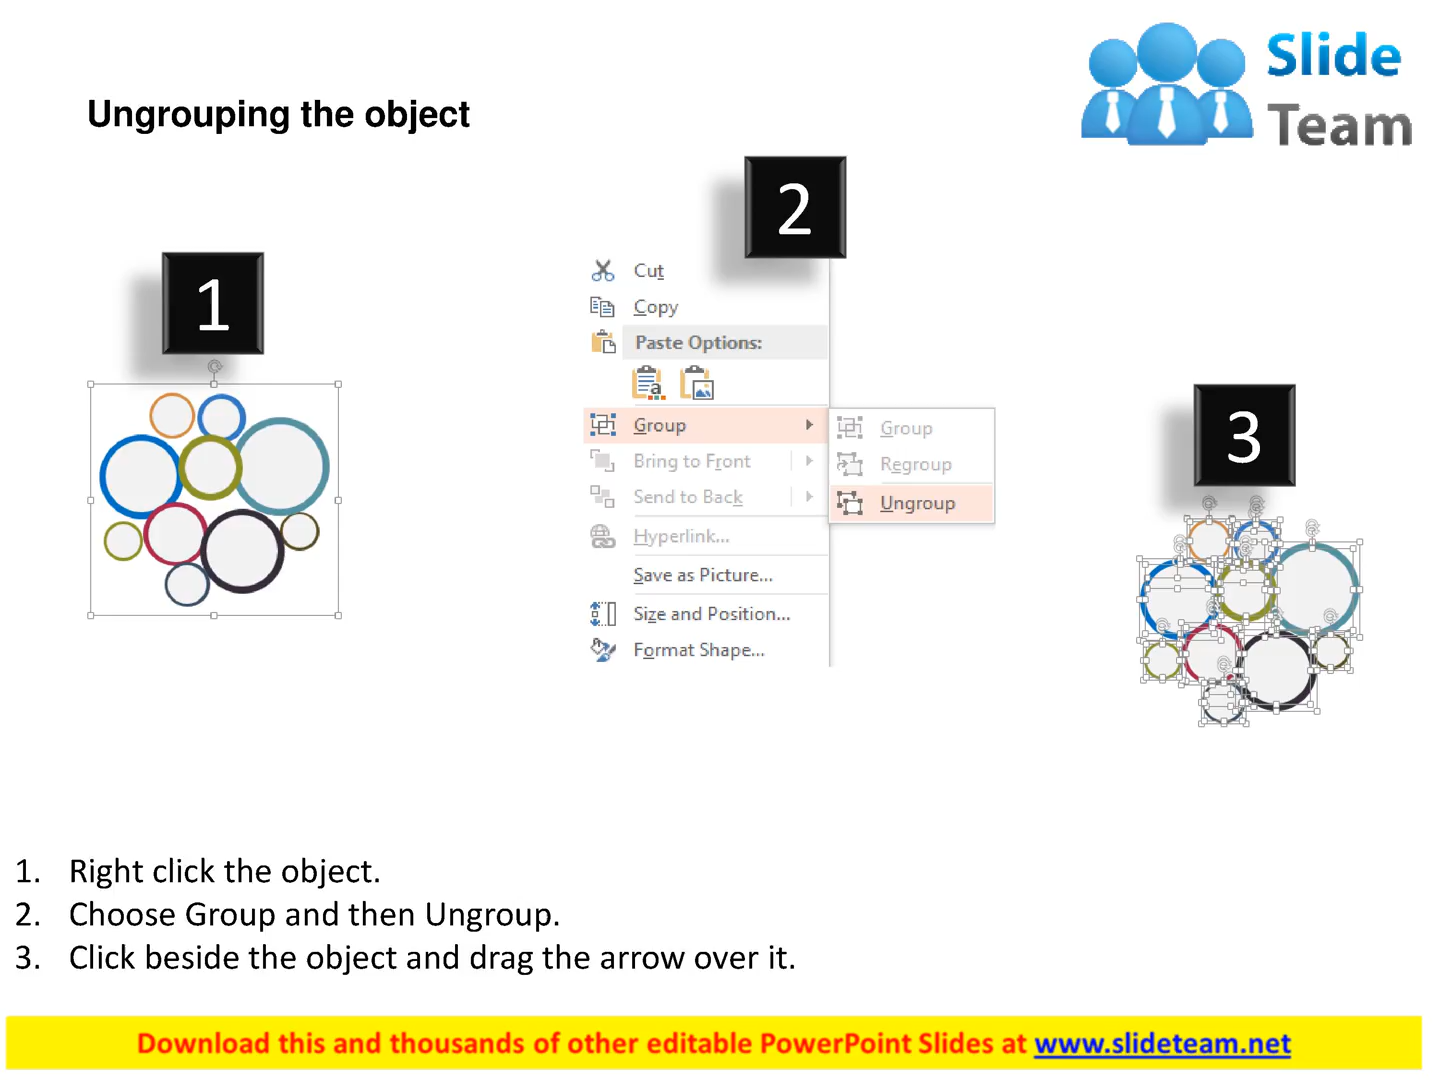 Slide
Team
Ungrouping the object
1
2
3
Cut
Copy
Paste Options:
Group
Bring to Front
Send to Back
Hyperlink...
Save as Picture...
Size and Position...
Format Shape...
Group
Regroup
Ungroup
1. Right click the object.
2. Choose Group and then Ungroup.
3. Click beside the object and drag the arrow over it.
Download this and thousands of other editable PowerPoint Slides at www.slideteam.net